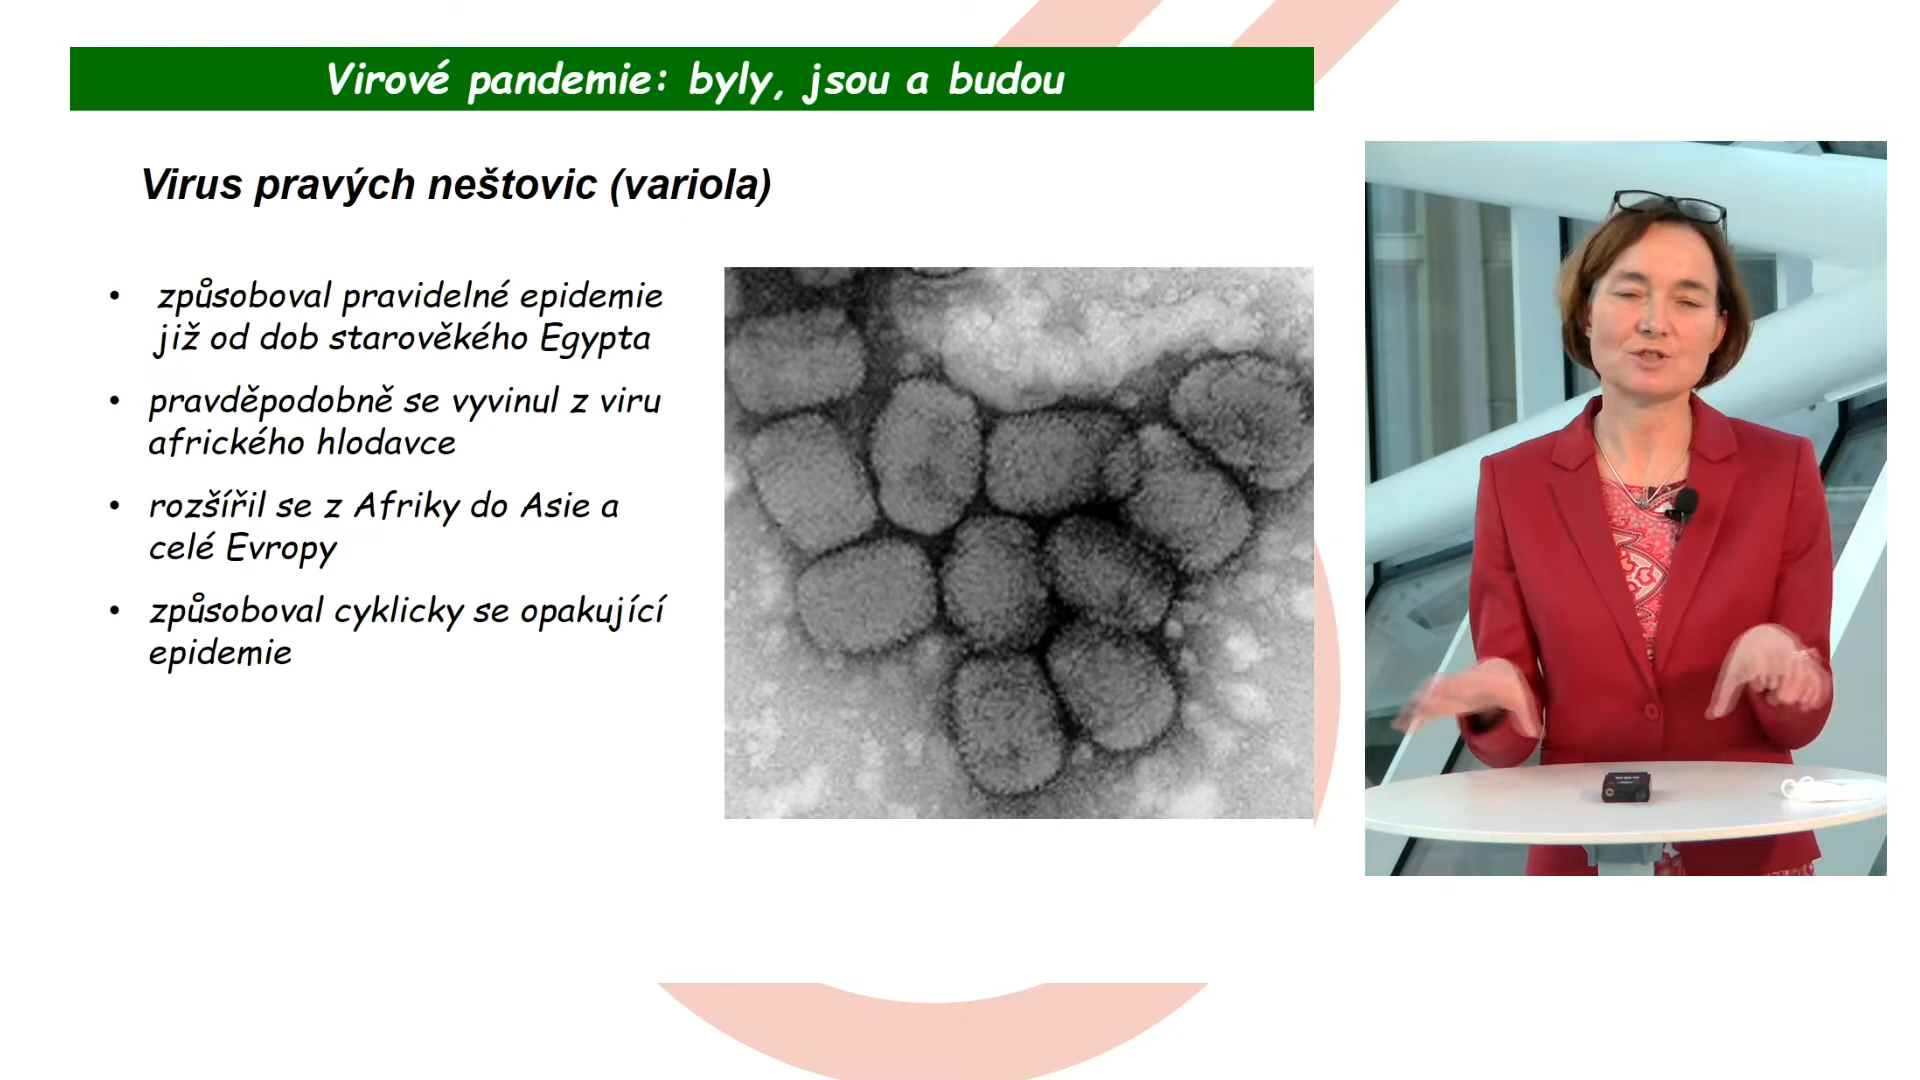 Virové pandemie: byly, jsou a budou
Virus pravých neštovic (variola)
• způsoboval pravidelné epidemie
již od dob starověkého Egypta
• pravděpodobně se vyvinul z viru
afrického hlodavce
• rozšířil se z Afriky do Asie a
celé Evropy
• způsoboval cyklicky se opakující
epidemie